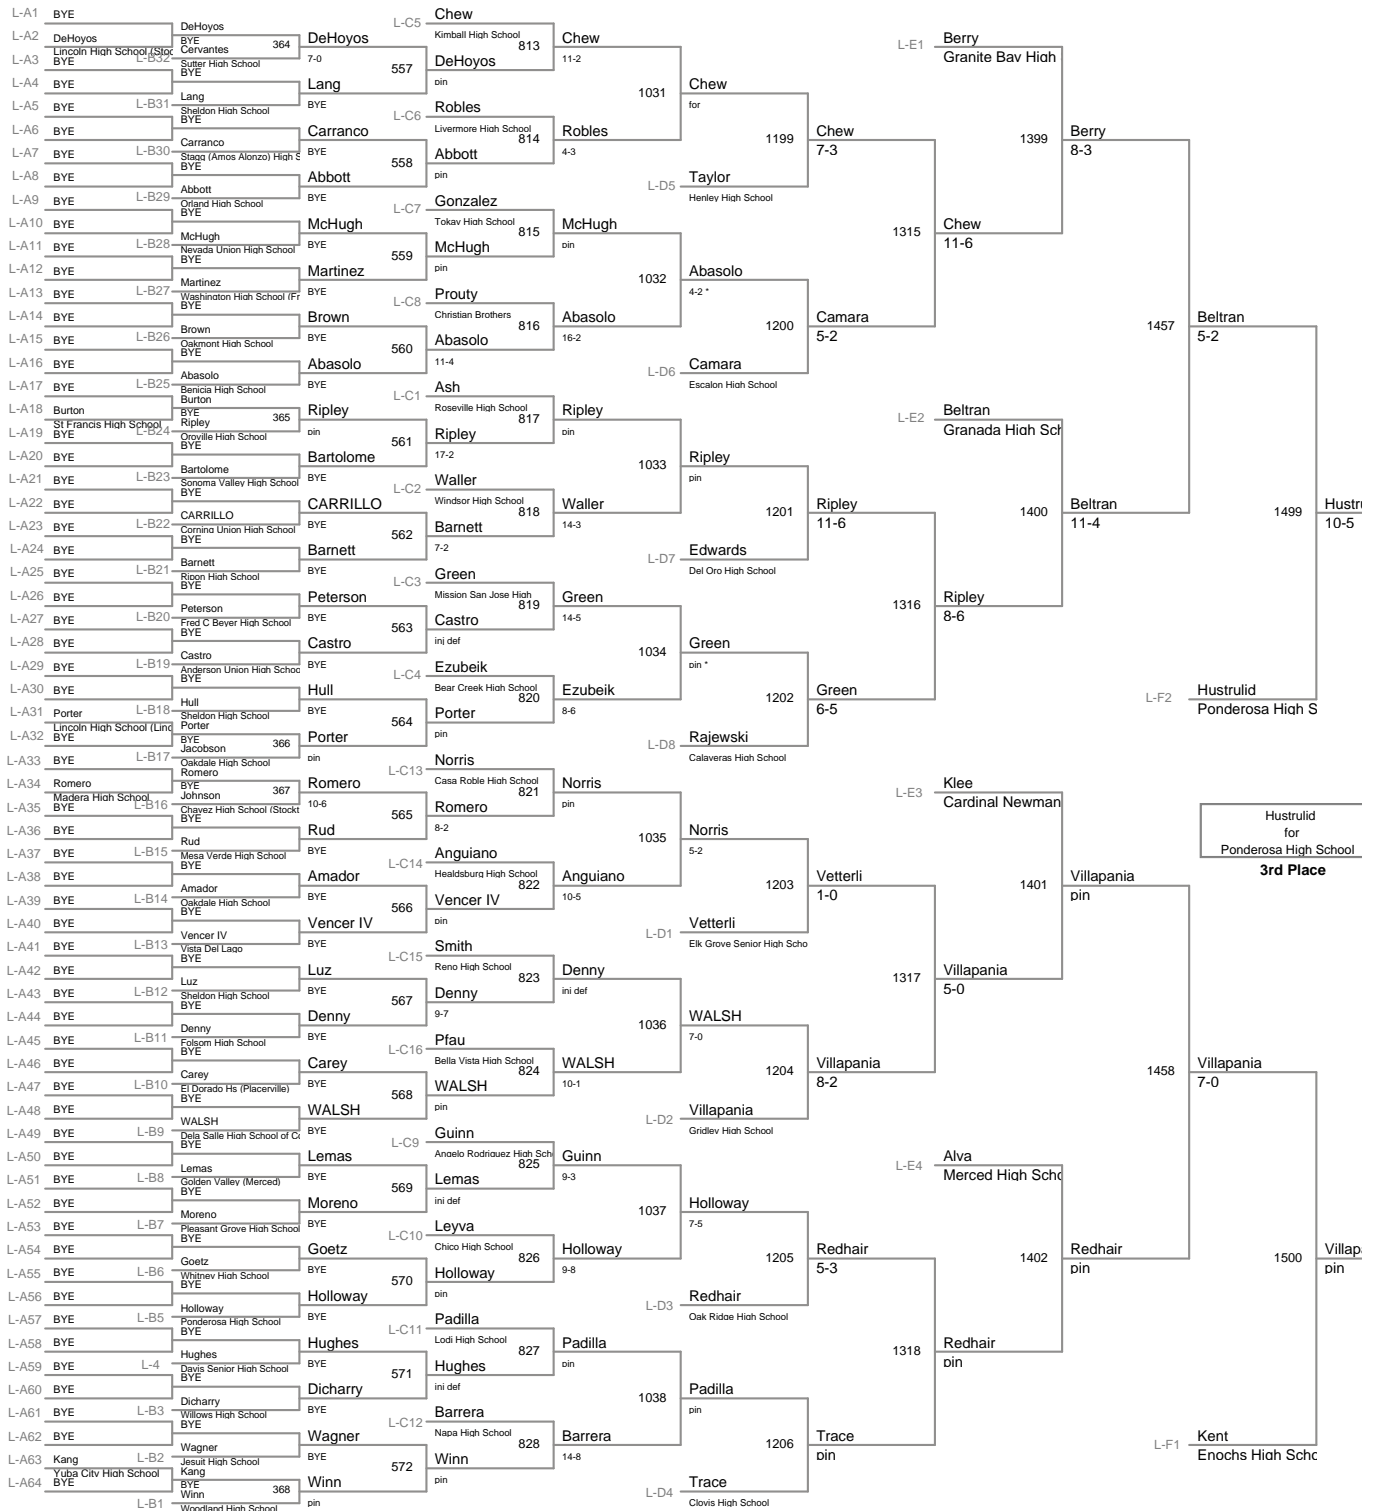 L-A1 BYE
L-A2 DeHoyos
Lincoln High School (Stoc
L-A3 BYE
L-A4 BYE
L-A5 BYE
L-A6 BYE
L-A7 BYE
L-A8 BYE
L-A9 BYE
L-A10 BYE
L-A11 BYE
L-A12 BYE
L-A13 BYE
L-A14 BYE
L-A15 BYE
L-A16 BYE
L-A17 BYE
L-A18 Burton
St Francis High School
L-A19 BYE
L-A20 BYE
L-A21 BYE
L-A22 BYE
L-A23 BYE
L-A24 BYE
L-A25 BYE
L-A26 BYE
L-A27 BYE
L-A28 BYE
L-A29 BYE
L-A30 BYE
L-A31 Porter
Lincoln High School (Linc
L-A32 BYE
L-A33 BYE
L-A34 Romero
Madera High School
L-A35 BYE
L-A36 BYE
L-A37 BYE
L-A38 BYE
L-A39 BYE
L-A40 BYE
L-A41 BYE
L-A42 BYE
L-A43 BYE
L-A44 BYE
L-A45 BYE
L-A46 BYE
L-A47 BYE
L-A48 BYE
L-A49 BYE
L-A50 BYE
L-A51 BYE
L-A52 BYE
L-A53 BYE
L-A54 BYE
L-A55 BYE
L-A56 BYE
L-A57 BYE
L-A58 BYE
L-A59 BYE
L-A60 BYE
L-A61 BYE
L-A62 BYE
L-A63 Kang
Yuba City High School
L-A64 BYE
DeHoyos
BYE 364
L-B32 Cervantes
Sutter High School
BYE
L-B31 Lang
Sheldon High School
BYE
L-B30 Carranco
Stagg (Amos Alonzo) High S
BYE
L-B29 Abbott
Orland High School
BYE
L-B28 McHugh
Nevada Union High School
BYE
L-B27 Martinez
Washington High School (Fr
BYE
L-B26 Brown
Oakmont High School
BYE
L-B25 Abasolo
Benicia High School
Burton
BYE 365
L-B24 Ripley
Oroville High School
BYE
L-B23 Bartolome
Sonoma Valley High School
BYE
L-B22 CARRILLO
Corning Union High School
BYE
L-B21 Barnett
Ripon High School
BYE
L-B20 Peterson
Fred C Beyer High School
BYE
L-B19 Castro
Anderson Union High Schoo
BYE
L-B18 Hull
Sheldon High School
Porter
BYE 366
L-B17 Jacobson
Oakdale High School
Romero
BYE 367
L-B16 Johnson
Chavez High School (Stockt
BYE
L-B15 Rud
Mesa Verde High School
BYE
L-B14 Amador
Oakdale High School
BYE
L-B13 Vencer IV
Vista Del Lago
BYE
L-B12 Luz
Sheldon High School
BYE
L-B11 Denny
Folsom High School
BYE
L-B10 Carey
El Dorado Hs (Placerville)
BYE
L-B9 WALSH
Dela Salle High School of Co
BYE
L-B8 Lemas
Golden Valley (Merced)
BYE
L-B7 Moreno
Pleasant Grove High School
BYE
L-B6 Goetz
Whitney High School
BYE
L-B5 Holloway
Ponderosa High School
BYE
L-4 Hughes
Davis Senior High School
BYE
L-B3 Dicharry
Willows High School
BYE
L-B2 Wagner
Jesuit High School
Kang
BYE 368
L-B1 Winn
Woodland High School
DeHoyos
7-0
557
Lang
BYE
Carranco
BYE
558
Abbott
BYE
McHugh
BYE
559
Martinez
BYE
Brown
BYE
560
Abasolo
BYE
Ripley
pin
561
Bartolome
BYE
CARRILLO
BYE
562
Barnett
BYE
Peterson
BYE
563
Castro
BYE
Hull
BYE
564
Porter
pin
Romero
10-6
565
Rud
BYE
Amador
BYE
566
Vencer IV
BYE
Luz
BYE
567
Denny
BYE
Carey
BYE
568
WALSH
BYE
Lemas
BYE
569
Moreno
BYE
Goetz
BYE
570
Holloway
BYE
Hughes
BYE
571
Dicharry
BYE
Wagner
BYE
572
Winn
pin
L-C5 Chew
Kimball High School
813
DeHoyos
pin
L-C6 Robles
Livermore High School
814
Abbott
pin
L-C7 Gonzalez
Tokay High School
815
McHugh
pin
L-C8 Prouty
Christian Brothers
816
Abasolo
11-4
L-C1 Ash
Roseville High School
817
Ripley
17-2
L-C2 Waller
Windsor High School
818
Barnett
7-2
L-C3 Green
Mission San Jose High
819
Castro
inj def
L-C4 Ezubeik
Bear Creek High School
820
Porter
pin
L-C13 Norris
Casa Roble High School
821
Romero
8-2
L-C14 Anguiano
Healdsburg High School
822
Vencer IV
pin
L-C15 Smith
Reno High School
823
Denny
9-7
L-C16 Pfau
Bella Vista High School
824
WALSH
pin
L-C9 Guinn
Angelo Rodriguez High Sch
825
Lemas
inj def
L-C10 Leyva
Chico High School
826
Holloway
pin
L-C11 Padilla
Lodi High School
827
Hughes
inj def
L-C12 Barrera
Napa High School
828
Winn
pin
Chew
11-2
1031
Robles
4-3
McHugh
pin
1032
Abasolo
16-2
Ripley
pin
1033
Waller
14-3
Green
14-5
1034
Ezubeik
8-6
Norris
pin
1035
Anguiano
10-5
Denny
inj def
1036
WALSH
10-1
Guinn
9-3
1037
Holloway
9-8
Padilla
pin
1038
Barrera
14-8
Chew
for
1199
L-D5 Taylor
Henley High School
Abasolo
4-2 *
1200
L-D6 Camara
Escalon High School
Ripley
pin
1201
L-D7 Edwards
Del Oro High School
Green
pin *
1202
L-D8 Rajewski
Calaveras High School
Norris
5-2
1203
L-D1 Vetterli
Elk Grove Senior High Scho
WALSH
7-0
1204
L-D2 Villapania
Gridley High School
Holloway
7-5
1205
L-D3 Redhair
Oak Ridge High School
Padilla
pin
1206
L-D4 Trace
Clovis High School
Chew
7-3
1315
Camara
5-2
Ripley
11-6
1316
Green
6-5
Vetterli
1-0
1317
Villapania
8-2
Redhair
5-3
1318
Trace
pin
L-E1 Berry
Granite Bay High
1399
Chew
11-6
L-E2 Beltran
Granada High Sch
1400
Ripley
8-6
L-E3 Klee
Cardinal Newman
1401
Villapania
5-0
L-E4 Alva
Merced High Scho
1402
Redhair
pin
Berry
8-3
1457
Beltran
11-4
Villapania
pin
1458
Redhair
pin
Beltran
5-2
1499
L-F2 Hustrulid
Ponderosa High S
Villapania
7-0
1500
L-F1 Kent
Enochs High Scho
Hustru
10-5
Hustrulid
for
Ponderosa High School
3rd Place
Villap
pin